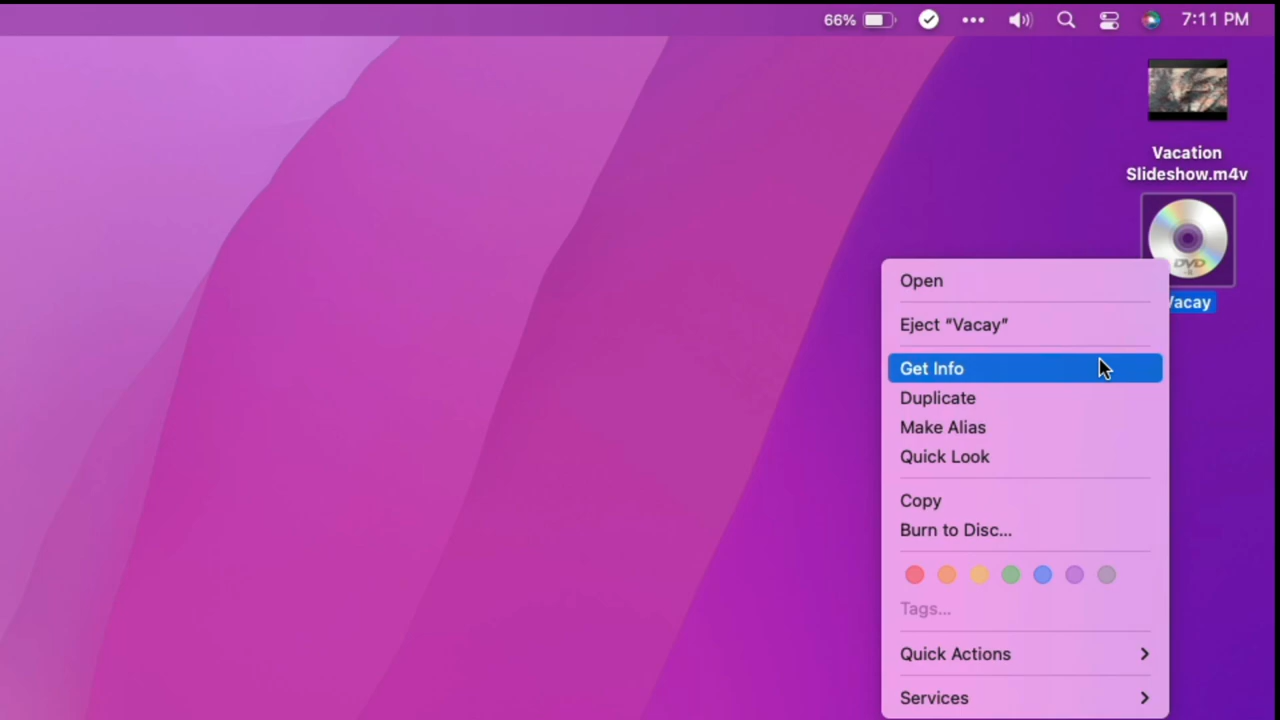 66% 7:11 PM
Vacation
Slideshow.m4v
DVD
Vacay
Open
Eject “Vacay”
Get Info
Duplicate
Make Alias
Quick Look
Copy
Burn to Disc...
Tags...
Quick Actions
Services